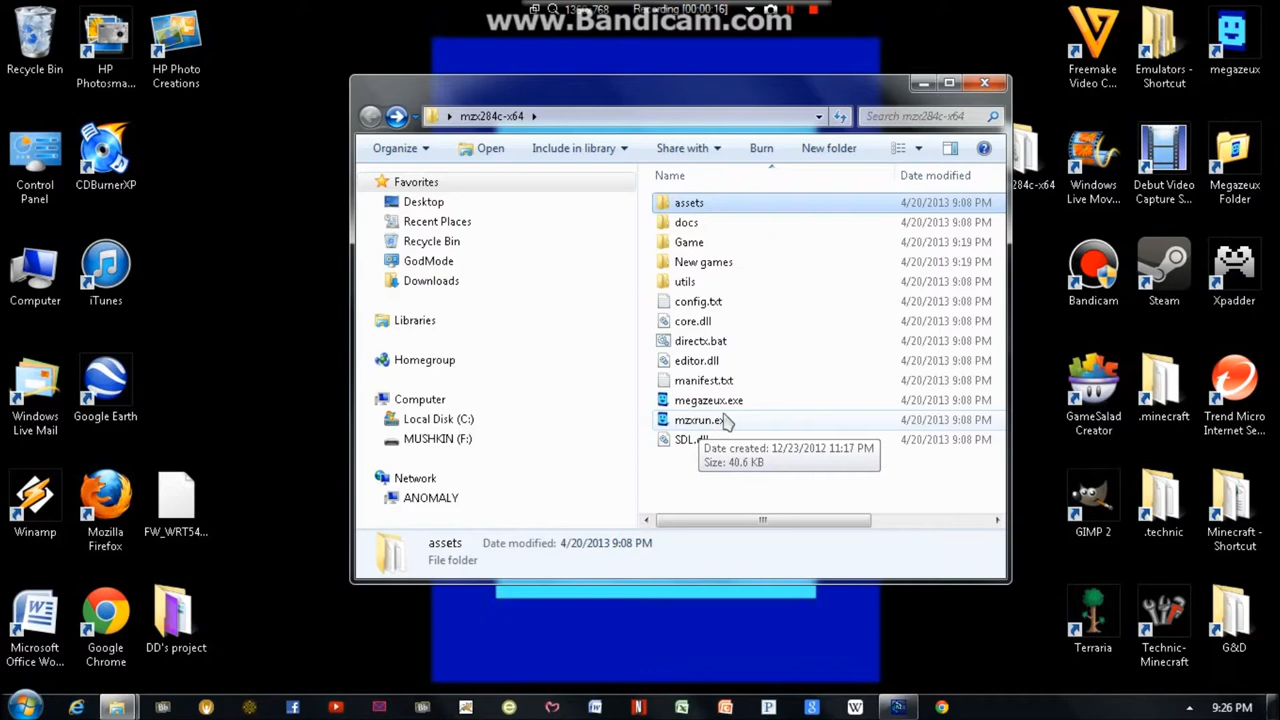 1366x768
Recording [00:00:16]
www.Bandicam.com
Recycle Bin
HP Photosma...
HP Photo Creations
Control Panel
CDBurnerXP
Computer
iTunes
Windows Live Mail
Google Earth
Winamp
Mozilla Firefox
FW_WRT54...
Microsoft Office Wo...
Google Chrome
DD's project
mzx284c-x64
Search mzx284c-x64
Organize
Open
Include in library
Share with
Burn
New folder
Favorites
Desktop
Recent Places
Recycle Bin
GodMode
Downloads
Libraries
Homegroup
Computer
Local Disk (C:)
MUSHKIN (F:)
Network
ANOMALY
Name Date modified
assets 4/20/2013 9:08 PM
docs 4/20/2013 9:08 PM
Game 4/20/2013 9:19 PM
New games 4/20/2013 9:19 PM
utils 4/20/2013 9:08 PM
config.txt 4/20/2013 9:08 PM
core.dll 4/20/2013 9:08 PM
directx.bat 4/20/2013 9:08 PM
editor.dll 4/20/2013 9:08 PM
manifest.txt 4/20/2013 9:08 PM
megazeux.exe 4/20/2013 9:08 PM
mzxrun.ex 4/20/2013 9:08 PM
SDL.dll 4/20/2013 9:08 PM
Date created: 12/23/2012 11:17 PM
Size: 40.6 KB
assets Date modified: 4/20/2013 9:08 PM
File folder
Freemake Video C...
Emulators - Shortcut
megazeux
284c-x64
Windows Live Mov...
Debut Video Capture S...
Megazeux Folder
Bandicam
Steam
Xpadder
GameSalad Creator
.minecraft
Trend Micro Internet Se...
GIMP 2
.technic
Minecraft - Shortcut
Terraria
Technic-Minecraft
G&D
9:26 PM